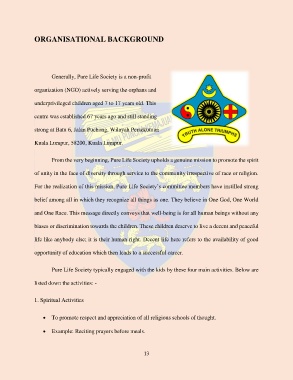 ORGANISATIONAL BACKGROUND
Generally, Pure Life Society is a non-profit
organization (NGO) actively serving the orphans and
underprivileged children aged 7 to 17 years old. This
centre was established 67 years ago and still standing
strong at Batu 6, Jalan Puchong, Wilayah Persekutuan
Kuala Lumpur, 58200, Kuala Lumpur.
TRUTH ALONE TRIUMPHS
From the very beginning, Pure Life Society upholds a genuine mission to promote the spirit
of unity in the face of diversity through service to the community irrespective of race or religion.
For the realization of this mission, Pure Life Society's committee members have instilled strong
belief among all in which they recognize all things as one. They believe in One God, One World
and One Race. This message directly conveys that well-being is for all human beings without any
biases or discrimination towards the children. These children deserve to live a decent and peaceful
life like anybody else; it is their human right. Decent life here refers to the availability of good
opportunity of education which then leads to a successful career.
Pure Life Society typically engaged with the kids by these four main activities. Below are
listed down the activities: -
1. Spiritual Activities
• To promote respect and appreciation of all religious schools of thought.
• Example: Reciting prayers before meals.
13